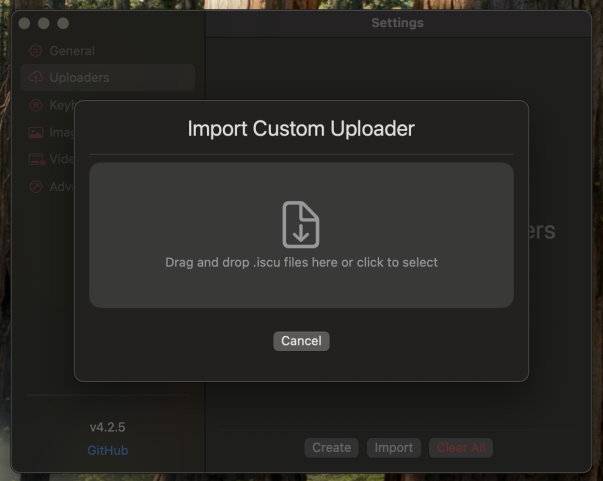 Settings
General
Uploaders
Import Custom Uploader
Drag and drop .iscu files here or click to select
Cancel
v4.2.5
GitHub
Create
Import
Clear All